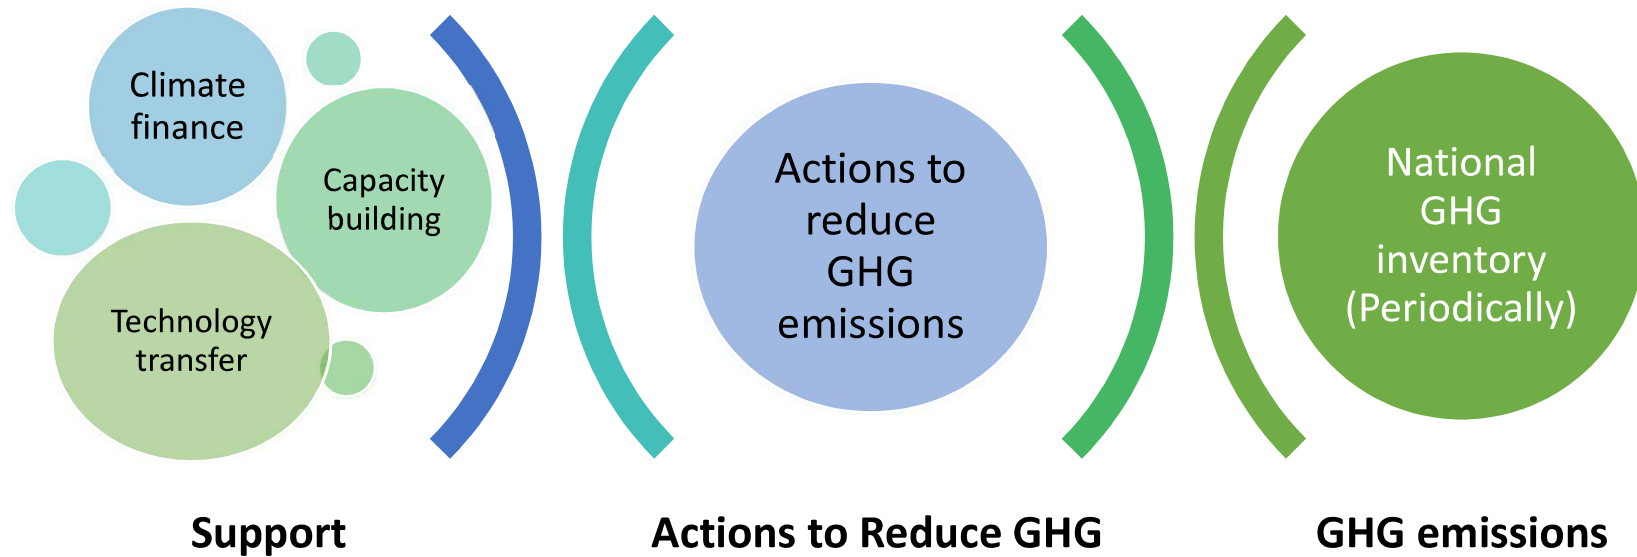 Climate
finance
Capacity
building
Technology
transfer
Actions to
reduce
GHG
emissions
National
GHG
inventory
(Periodically)
Support
Actions to Reduce GHG
GHG emissions